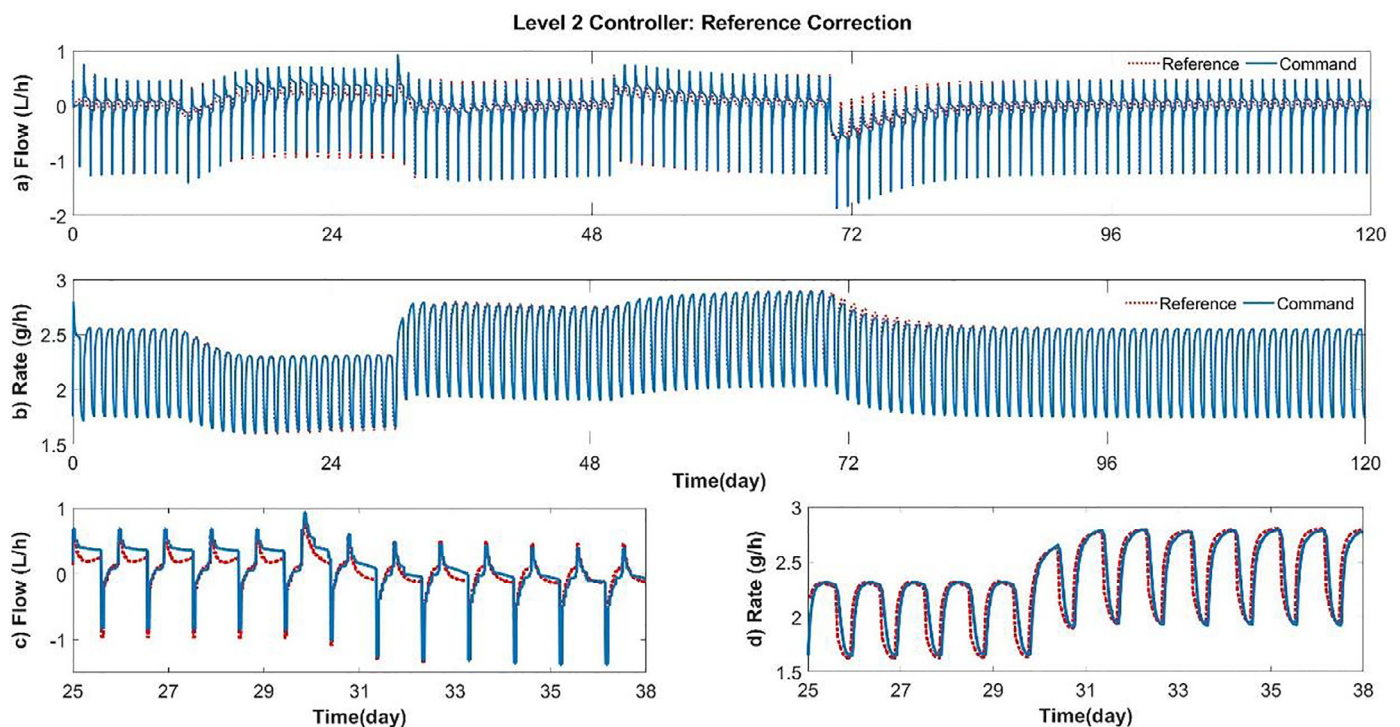 Level 2 Controller: Reference Correction
a) Flow (L/h)
1
0
-1
-2
Reference Command
0 24 48 72 96 120
b) Rate (g/h)
3
2.5
2
1.5
Reference Command
0 24 48 72 96 120
Time(day)
c) Flow (L/h)
1
0
-1
25 27 29 31 33 35 38
Time(day)
d) Rate (g/h)
3
2.5
2
1.5
25 27 29 31 33 35 38
Time(day)